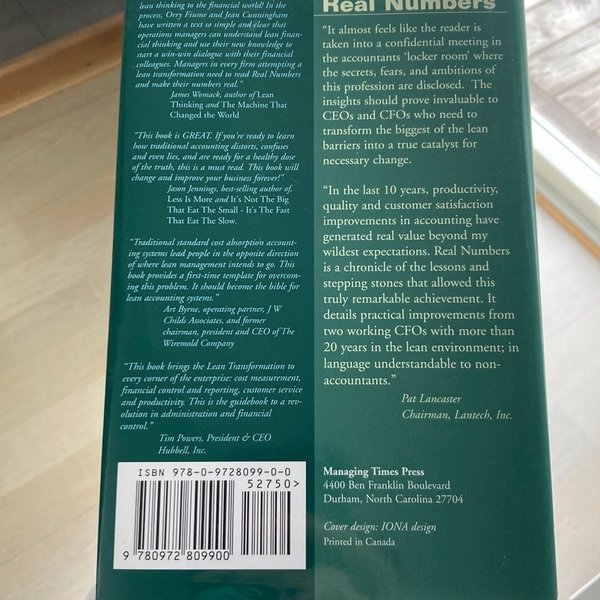 lean thinking to the financial world! In the
process, Orry Fiume and Jean Cunningham
have written a text so simple and clear that
operations managers can understand lean finan-
cial thinking and use their new knowledge to
start a win-win dialogue with their financial
colleagues. Managers in every firm attempting a
lean transformation need to read Real Numbers
and make their numbers real."
James Womack, author of Lean
Thinking and The Machine That
Changed the World
"This book is GREAT. If you're ready to learn
how traditional accounting distorts, confuses
and even lies, and are ready for a healthy dose
of the truth, this is a must read. This book will
change and improve your business forever!"
Jason Jennings, best-selling author of,
Less Is More and It's Not The Big
That Eat The Small - It's The Fast
That Eat The Slow.
"Traditional standard cost absorption account-
ing systems lead people in the opposite direction
of where lean management intends to go. This
book provides a first-time template for overcom-
ing this problem. It should become the bible for
lean accounting systems."
Art Byrne, operating partner, J W
Childs Associates, and former
chairman, president and CEO of The
Wiremold Company
"This book brings the Lean Transformation to
every corner of the enterprise: cost measurement,
financial control and reporting, customer service
and productivity. This is the guidebook to a rev-
olution in administration and financial
control."
Tim Powers, President & CEO
Hubbell, Inc.
ISBN 978-0-9728099-0-0
52750>
9 780972 809900
Real Numbers
"It almost feels like the reader is
taken into a confidential meeting in
the accountants 'locker room' where
the secrets, fears, and ambitions of
this profession are disclosed. The
insights should prove invaluable to
CEOs and CFOs who need to
transform the biggest of the lean
barriers into a true catalyst for
necessary change.
"In the last 10 years, productivity,
quality and customer satisfaction
improvements in accounting have
generated real value beyond my
wildest expectations. Real Numbers
is a chronicle of the lessons and
stepping stones that allowed this
truly remarkable achievement. It
details practical improvements from
two working CFOs with more than
20 years in the lean environment; in
language understandable to non-
accountants."
Pat Lancaster
Chairman, Lantech, Inc.
Managing Times Press
4400 Ben Franklin Boulevard
Durham, North Carolina 27704
Cover design: IONA design
Printed in Canada